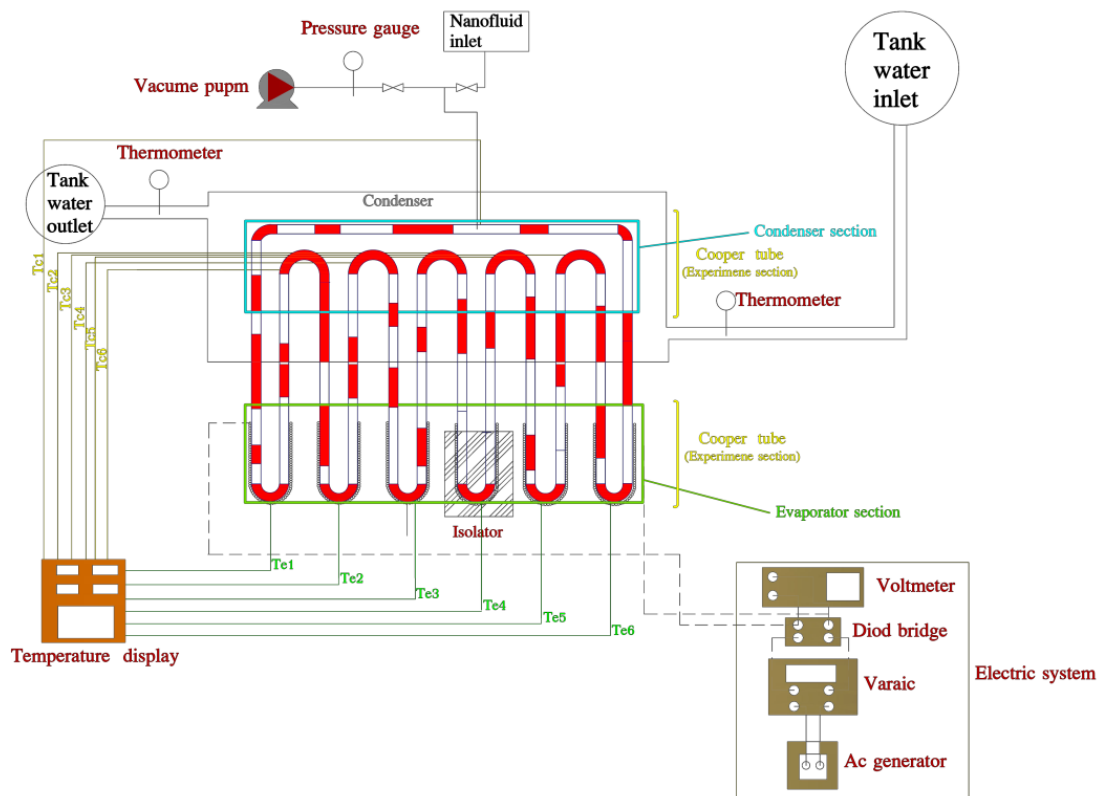 Pressure gauge
Nanofluid
inlet
Tank
water
inlet
Vacume pupm
Thermometer
Tank
water
outlet
Condenser
Condenser section
Cooper tube
(Experimene section)
Thermometer
Tc1
Tc2
Tc3
Tc4
Tc5
Tc6
Cooper tube
(Experimene section)
Evaporator section
Isolator
Te1
Te2
Te3
Te4
Te5
Te6
Temperature display
Voltmeter
Diod bridge
Varaic
Electric system
Ac generator